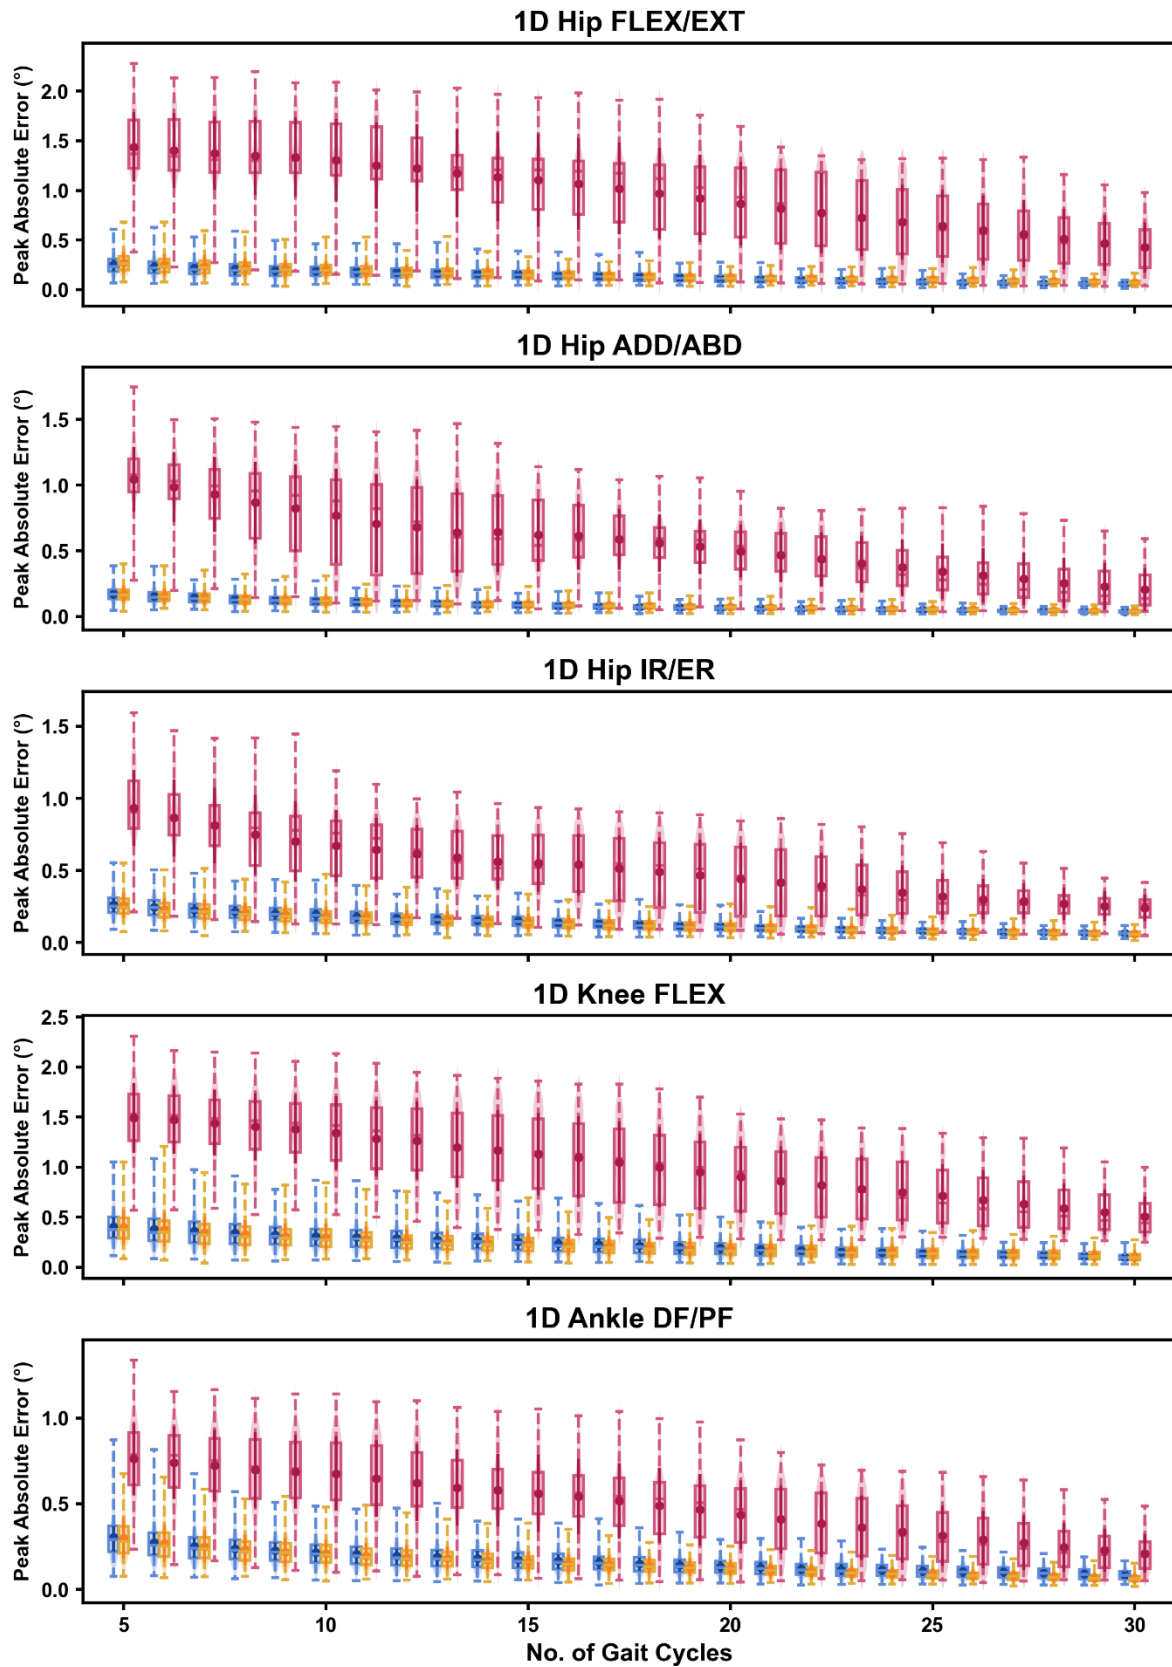 1D Hip FLEX/EXT
Peak Absolute Error (°)
2.0
1.5
1.0
0.5
0.0
1D Hip ADD/ABD
Peak Absolute Error (°)
1.5
1.0
0.5
0.0
1D Hip IR/ER
Peak Absolute Error (°)
1.5
1.0
0.5
0.0
1D Knee FLEX
Peak Absolute Error (°)
2.5
2.0
1.5
1.0
0.5
0.0
1D Ankle DF/PF
Peak Absolute Error (°)
1.0
0.5
0.0
5 10 15 20 25 30
No. of Gait Cycles